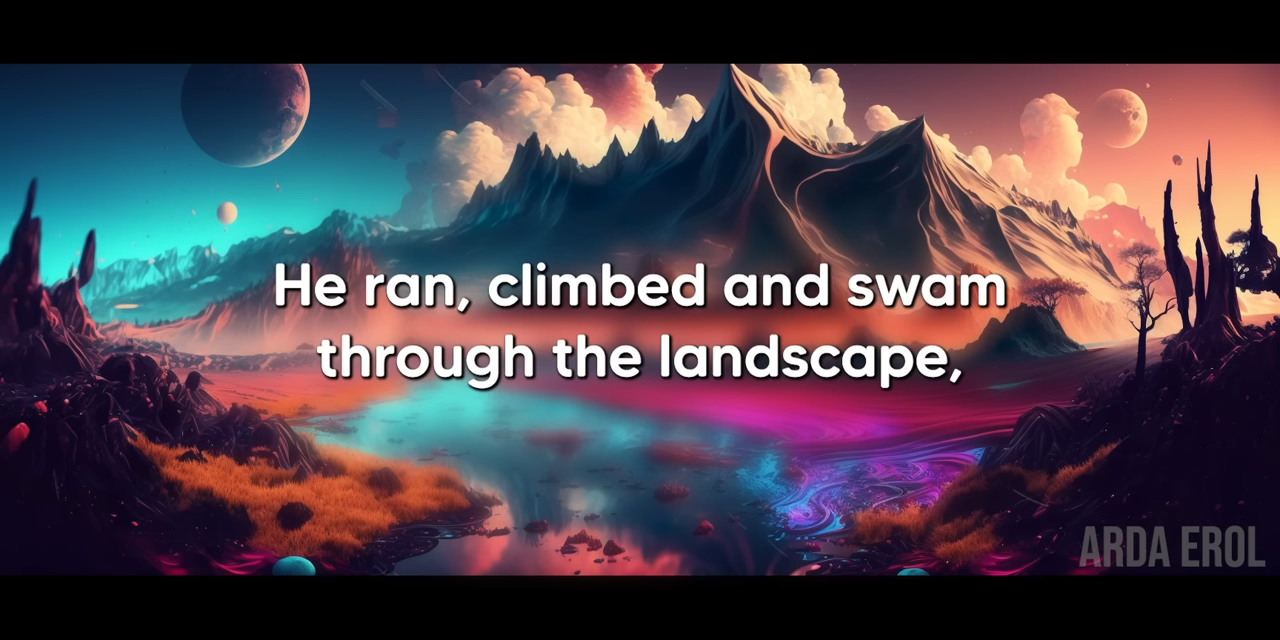 He ran, climbed and swam
through the landscape,
ARDA EROL